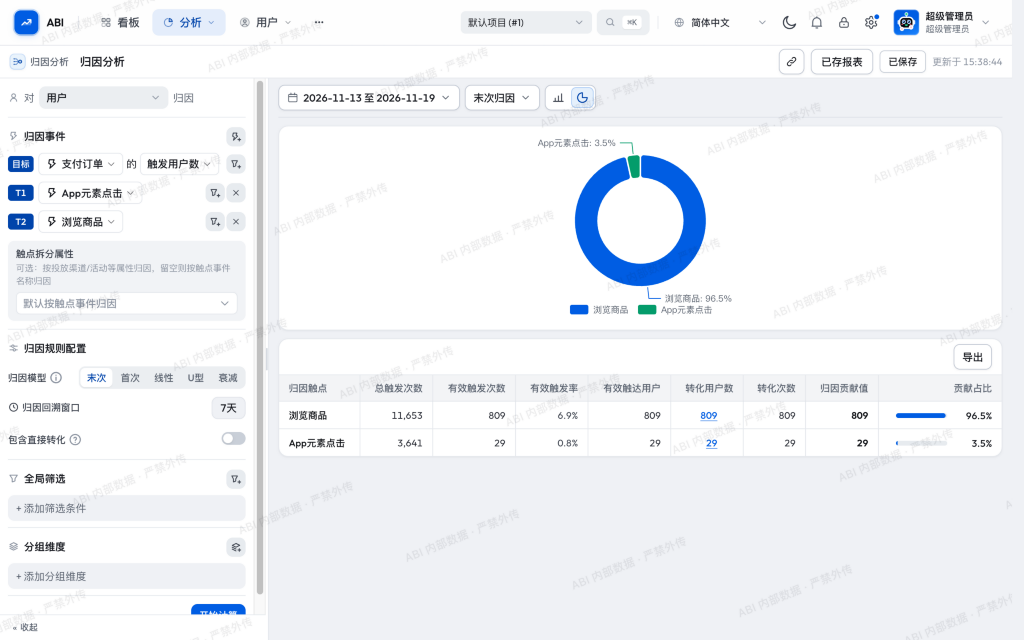 ABI
看板
分析
用户
默认项目 (#1)
⌘K
简体中文
超级管理员
超级管理员
归因分析
归因分析
已存报表
已保存
更新于 15:38:44
对
用户
归因
归因事件
目标
支付订单
的
触发用户数
T1
App元素点击
T2
浏览商品
触点拆分属性
可选：按投放渠道/活动等属性归因，留空则按触点事件
名称归因
默认按触点事件归因
归因规则配置
归因模型
末次
首次
线性
U型
衰减
归因回溯窗口
7天
包含直接转化
全局筛选
+ 添加筛选条件
分组维度
+ 添加分组维度
开始计算
« 收起
2026-11-13 至 2026-11-19
末次归因
App元素点击: 3.5%
浏览商品: 96.5%
浏览商品
App元素点击
导出
归因触点 总触发次数 有效触发次数 有效触发率 有效触达用户 转化用户数 转化次数 归因贡献值 贡献占比
浏览商品 11,653 809 6.9% 809 809 809 809 96.5%
App元素点击 3,641 29 0.8% 29 29 29 29 3.5%
ABI 内部数据 · 严禁外传